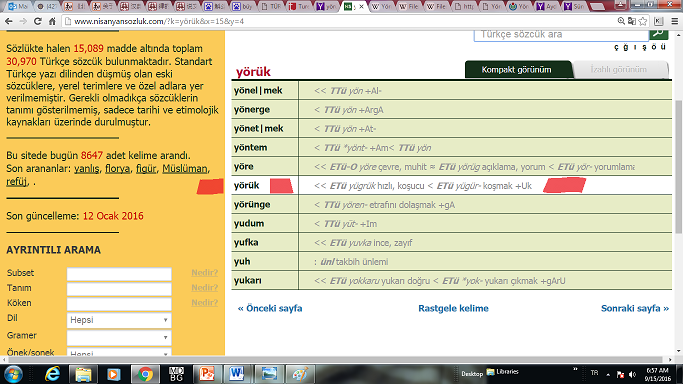 www.nisanyansozluk.com/?k=yörük&x=15&y=4
Türkçe sözcük ara
ç ğ ı ş ö ü
Sözlükte halen 15,089 madde altında toplam
30,970 Türkçe sözcük bulunmaktadır. Standart
Türkçe yazı dilinden düşmüş olan eski
sözcüklere, yerel terimlere ve özel adlara yer
verilmemiştir. Gerekli olmadıkça sözcüklerin
tanımı gösterilmemiş, sadece tarihi ve etimolojik
kaynakları üzerinde durulmuştur.
Bu sitede bugün 8647 adet kelime arandı.
Son arananlar: yanlış, florya, figür, Müslüman,
refüj, .
Son güncelleme: 12 Ocak 2016
AYRINTILI ARAMA
Subset Nedir?
Tanım Nedir?
Köken Nedir?
Dil Hepsi
Gramer
Önek/sonek Hepsi
yörük
Kompakt görünüm İzahlı görünüm
yönel|mek << TTü yön +Al-
yönerge < TTü yön +ArgA
yönet|mek < TTü yön +At-
yöntem < TTü *yönt- +Am< TTü yön
yöre << ETü-O yöre çevre, muhit ≈ ETü yörüg açıklama, yorum < ETü yör- yorumlama
yörük << ETü yügrük hızlı, koşucu < ETü yügür- koşmak +Uk
yörünge < TTü yören- etrafını dolaşmak +gA
yudum < TTü yüt- +Im
yufka << ETü yuvka ince, zayıf
yuh : ünl takbih ünlemi
yukarı << ETü yokkaru yukarı doğru < ETü *yok- yukarı çıkmak +gArU
« Önceki sayfa Rastgele kelime Sonraki sayfa »
MD
BG
Desktop Libraries TR 6:57 AM
9/15/2016